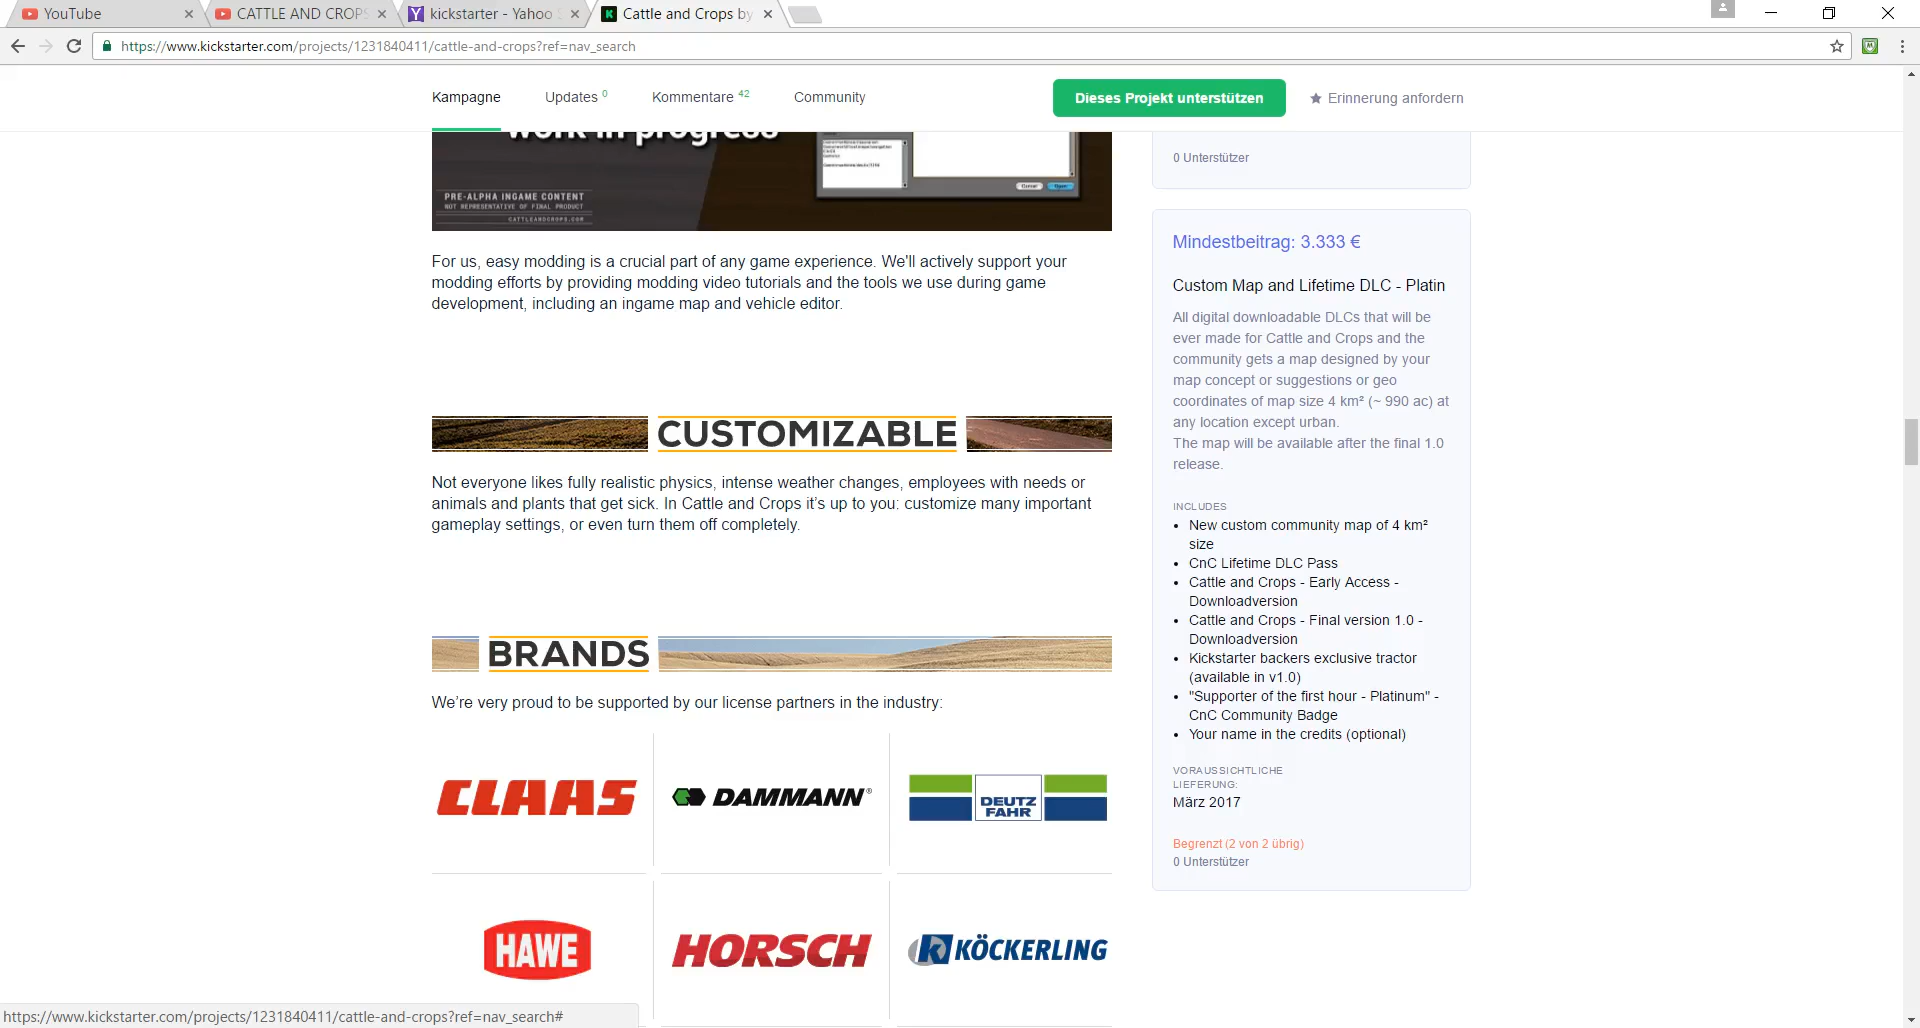 YouTube
CATTLE AND CROPS
kickstarter - Yahoo
Cattle and Crops by
https://www.kickstarter.com/projects/1231840411/cattle-and-crops?ref=nav_search
Kampagne
Updates 0
Kommentare 42
Community
Dieses Projekt unterstützen
Erinnerung anfordern
work in progress
PRE-ALPHA INGAME CONTENT
NOT REPRESENTATIVE OF FINAL PRODUCT
CATTLEANDCROPS.COM
For us, easy modding is a crucial part of any game experience. We'll actively support your
modding efforts by providing modding video tutorials and the tools we use during game
development, including an ingame map and vehicle editor.
CUSTOMIZABLE
Not everyone likes fully realistic physics, intense weather changes, employees with needs or
animals and plants that get sick. In Cattle and Crops it’s up to you: customize many important
gameplay settings, or even turn them off completely.
BRANDS
We’re very proud to be supported by our license partners in the industry:
CLAAS
DAMMANN®
DEUTZ
FAHR
HAWE
HORSCH
KÖCKERLING
0 Unterstützer
Mindestbeitrag: 3.333 €
Custom Map and Lifetime DLC - Platin
All digital downloadable DLCs that will be
ever made for Cattle and Crops and the
community gets a map designed by your
map concept or suggestions or geo
coordinates of map size 4 km² (~ 990 ac) at
any location except urban.
The map will be available after the final 1.0
release.
INCLUDES
• New custom community map of 4 km²
size
• CnC Lifetime DLC Pass
• Cattle and Crops - Early Access -
Downloadversion
• Cattle and Crops - Final version 1.0 -
Downloadversion
• Kickstarter backers exclusive tractor
(available in v1.0)
• "Supporter of the first hour - Platinum" -
CnC Community Badge
• Your name in the credits (optional)
VORAUSSICHTLICHE
LIEFERUNG:
März 2017
Begrenzt (2 von 2 übrig)
0 Unterstützer
https://www.kickstarter.com/projects/1231840411/cattle-and-crops?ref=nav_search#